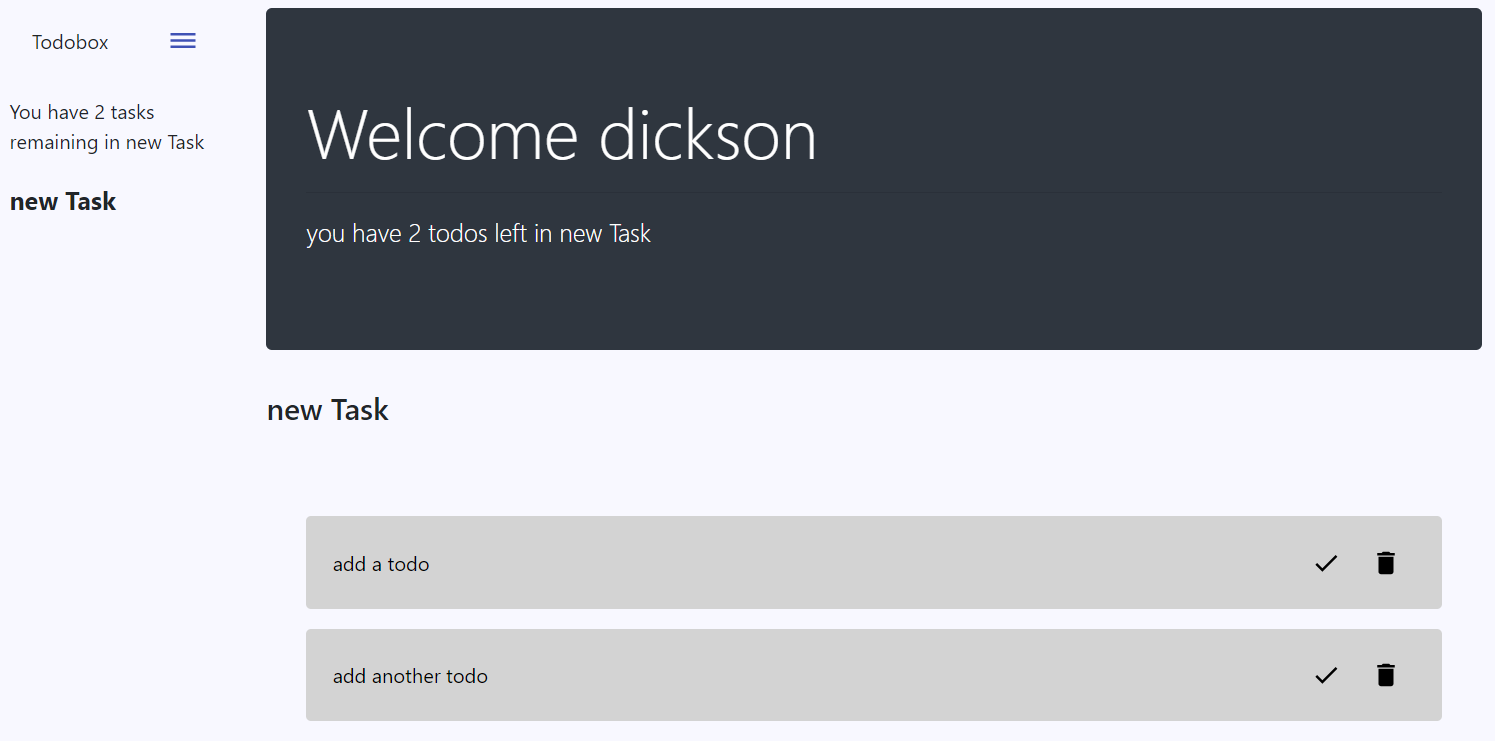 Todobox
You have 2 tasks
remaining in new Task
new Task
Welcome dickson
you have 2 todos left in new Task
new Task
add a todo
add another todo